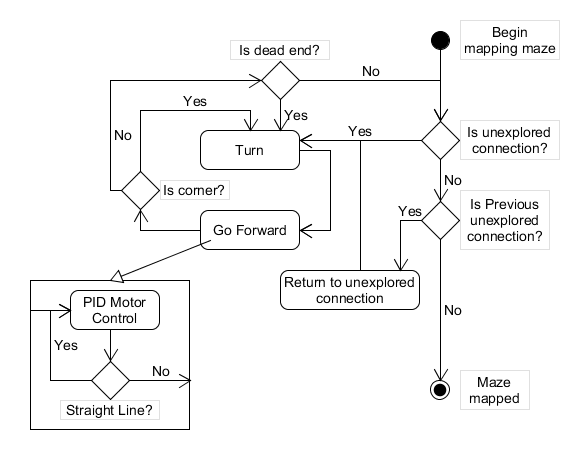 Begin
mapping maze
Is dead end?
No
Yes
Yes
Yes
Turn
Is unexplored
connection?
No
No
Is corner?
Is Previous
unexplored
connection?
Yes
Go Forward
Return to unexplored
connection
PID Motor
Control
No
Yes
No
Straight Line?
Maze
mapped